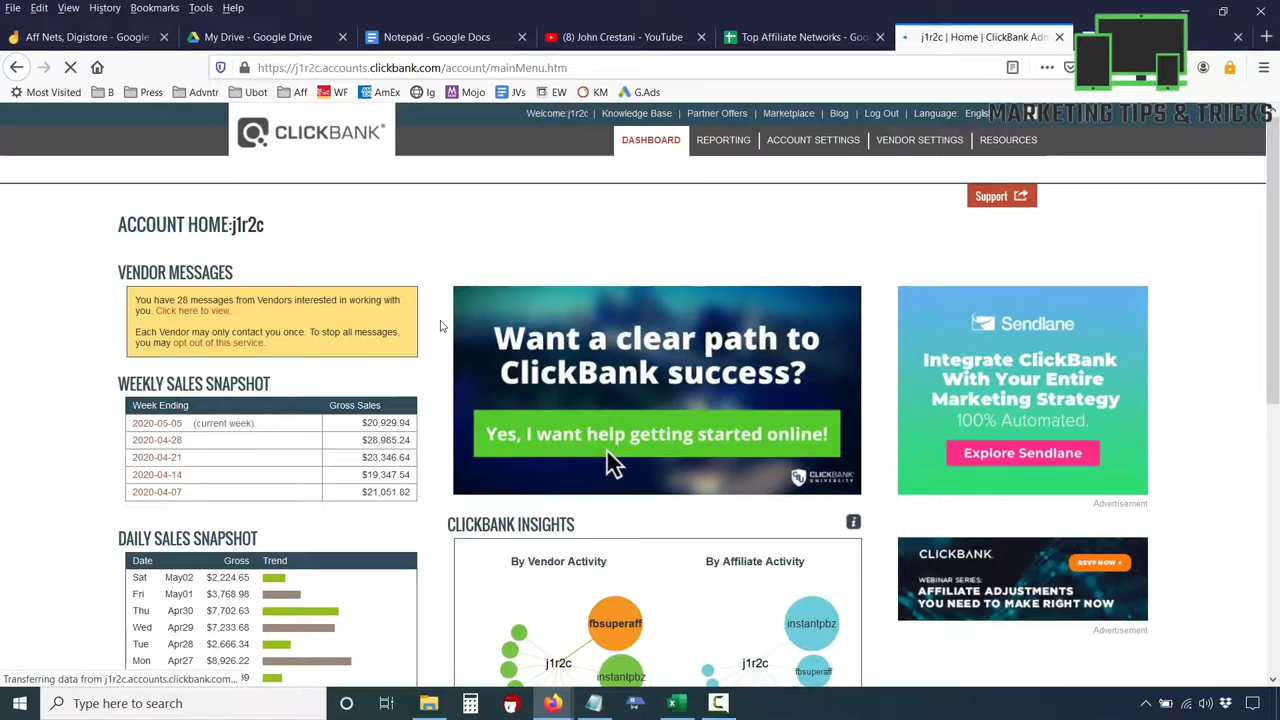 File Edit View History Bookmarks Tools Help
Aff Nets, Digistore - Google D
My Drive - Google Drive
Notepad - Google Docs
(8) John Crestani - YouTube
Top Affiliate Networks - Goo
j1r2c | Home | ClickBank Adm
https://j1r2c.accounts.clickbank.com/account/mainMenu.htm
Most Visited B Press Advntr Ubot Aff WF AmEx Ig Mojo JVs EW KM G.Ads
MARKETING TIPS & TRICKS
Welcome:j1r2c | Knowledge Base | Partner Offers | Marketplace | Blog | Log Out | Language:
CLICKBANK
DASHBOARD REPORTING ACCOUNT SETTINGS VENDOR SETTINGS RESOURCES
Support
ACCOUNT HOME:j1r2c
VENDOR MESSAGES
You have 28 messages from Vendors interested in working with
you. Click here to view.
Each Vendor may only contact you once. To stop all messages,
you may opt out of this service.
WEEKLY SALES SNAPSHOT
Week Ending Gross Sales
2020-05-05 (current week) $20,929.94
2020-04-28 $28,985.24
2020-04-21 $23,346.64
2020-04-14 $19,347.54
2020-04-07 $21,051.82
DAILY SALES SNAPSHOT
Date Gross Trend
Sat May02 $2,224.65
Fri May01 $3,768.98
Thu Apr30 $7,702.63
Wed Apr29 $7,233.68
Tue Apr28 $2,666.34
Mon Apr27 $8,926.22
Want a clear path to
ClickBank success?
Yes, I want help getting started online!
CLICKBANK
UNIVERSITY
CLICKBANK INSIGHTS
By Vendor Activity By Affiliate Activity
fbsuperaff
j1r2c
instantpbz
instantpbz
j1r2c
fbsuperaff
Sendlane
Integrate ClickBank
With Your Entire
Marketing Strategy
100% Automated.
Explore Sendlane
Advertisement
CLICKBANK
RSVP NOW
WEBINAR SERIES:
AFFILIATE ADJUSTMENTS
YOU NEED TO MAKE RIGHT NOW
Advertisement
Transferring data from j1r2c.accounts.clickbank.com...
Type here to search